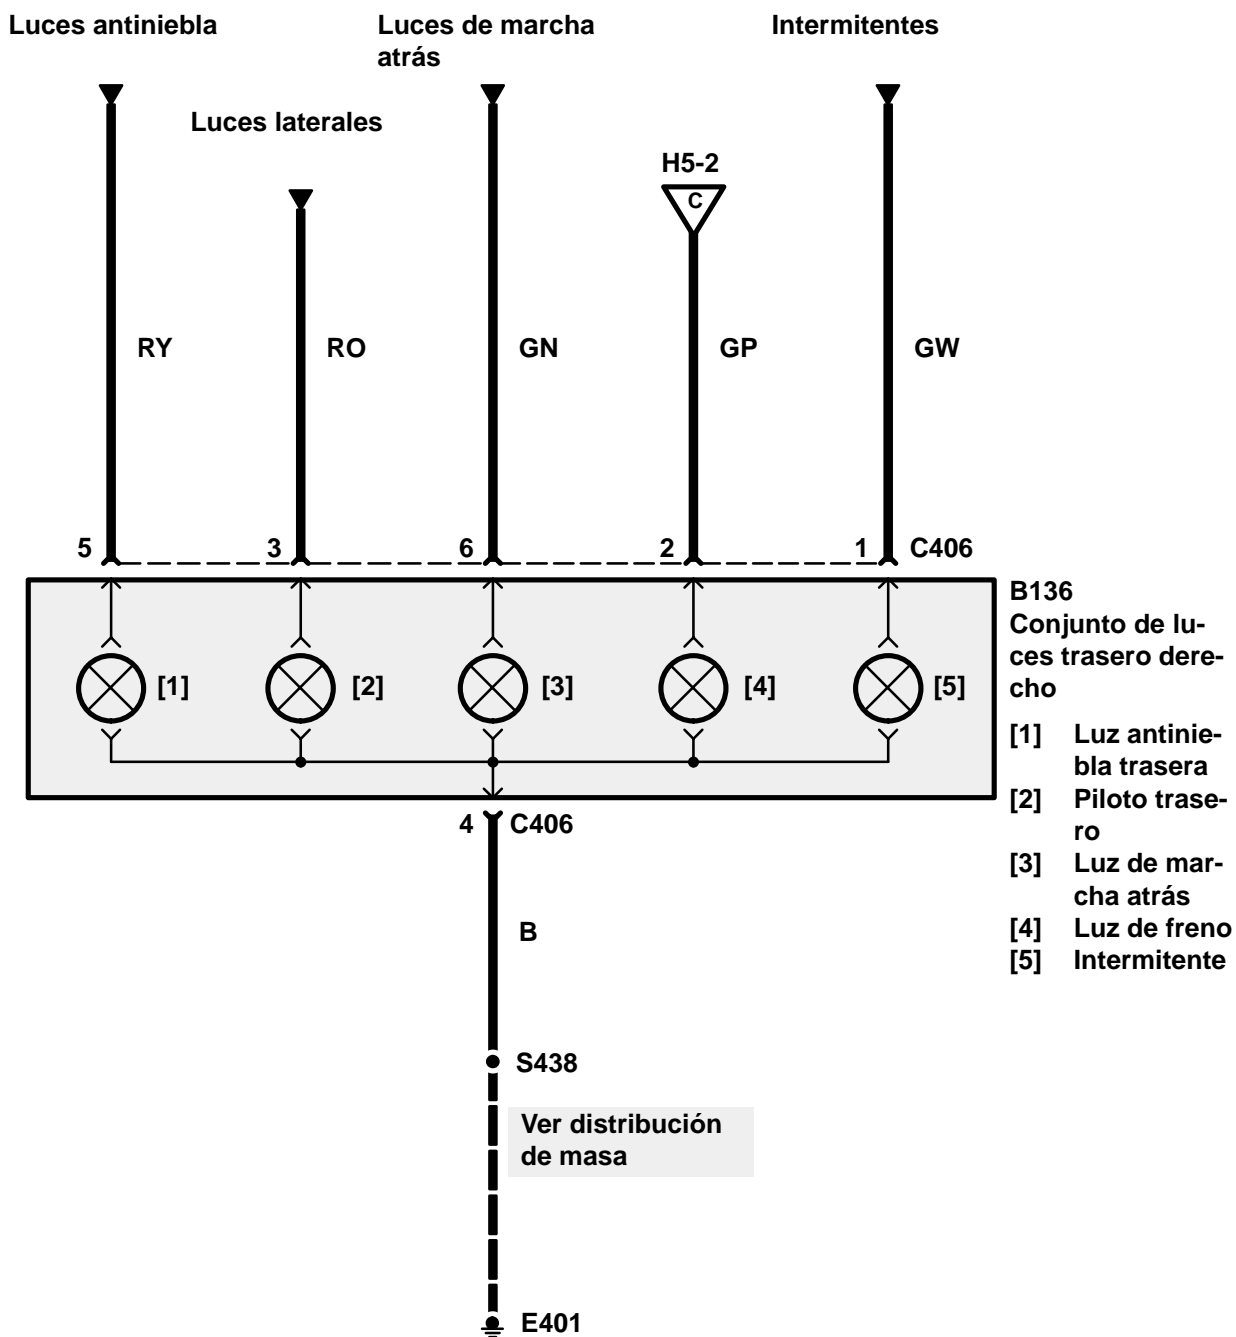 Luces antiniebla
Luces de marcha
atrás
Intermitentes
Luces laterales
H5-2
C
RY
RO
GN
GP
GW
5
3
6
2
1
C406
B136
Conjunto de lu-
ces trasero dere-
cho
[1]
[2]
[3]
[4]
[5]
[1] Luz antinie-
bla trasera
[2] Piloto trase-
ro
[3] Luz de mar-
cha atrás
[4] Luz de freno
[5] Intermitente
4
C406
B
S438
Ver distribución
de masa
E401